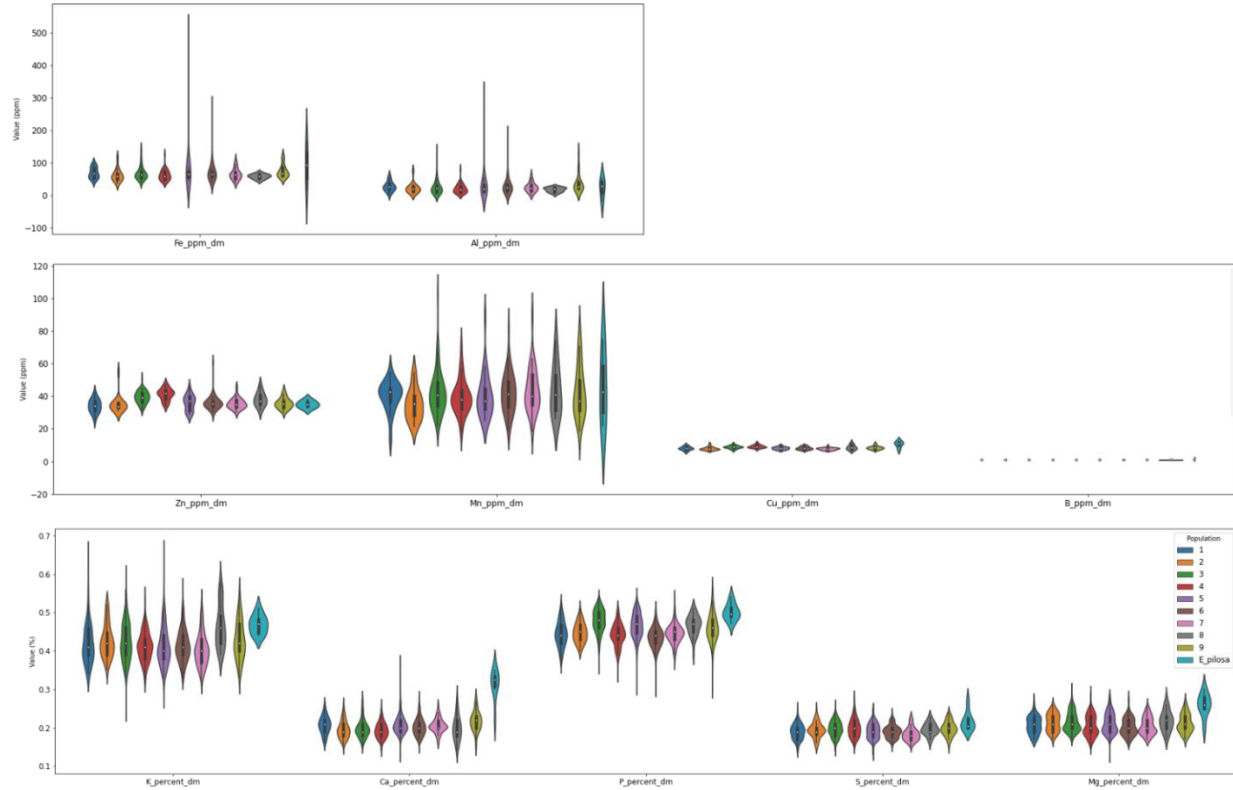 500
400
300
200
100
0
−100
Value (ppm)
Fe_ppm_dm
Al_ppm_dm
120
100
80
60
40
20
0
−20
Value (ppm)
Zn_ppm_dm
Mn_ppm_dm
Cu_ppm_dm
B_ppm_dm
0.7
0.6
0.5
0.4
0.3
0.2
0.1
Value (%)
K_percent_dm
Ca_percent_dm
P_percent_dm
S_percent_dm
Mg_percent_dm
Population
1
2
3
4
5
6
7
8
9
E_pilosa